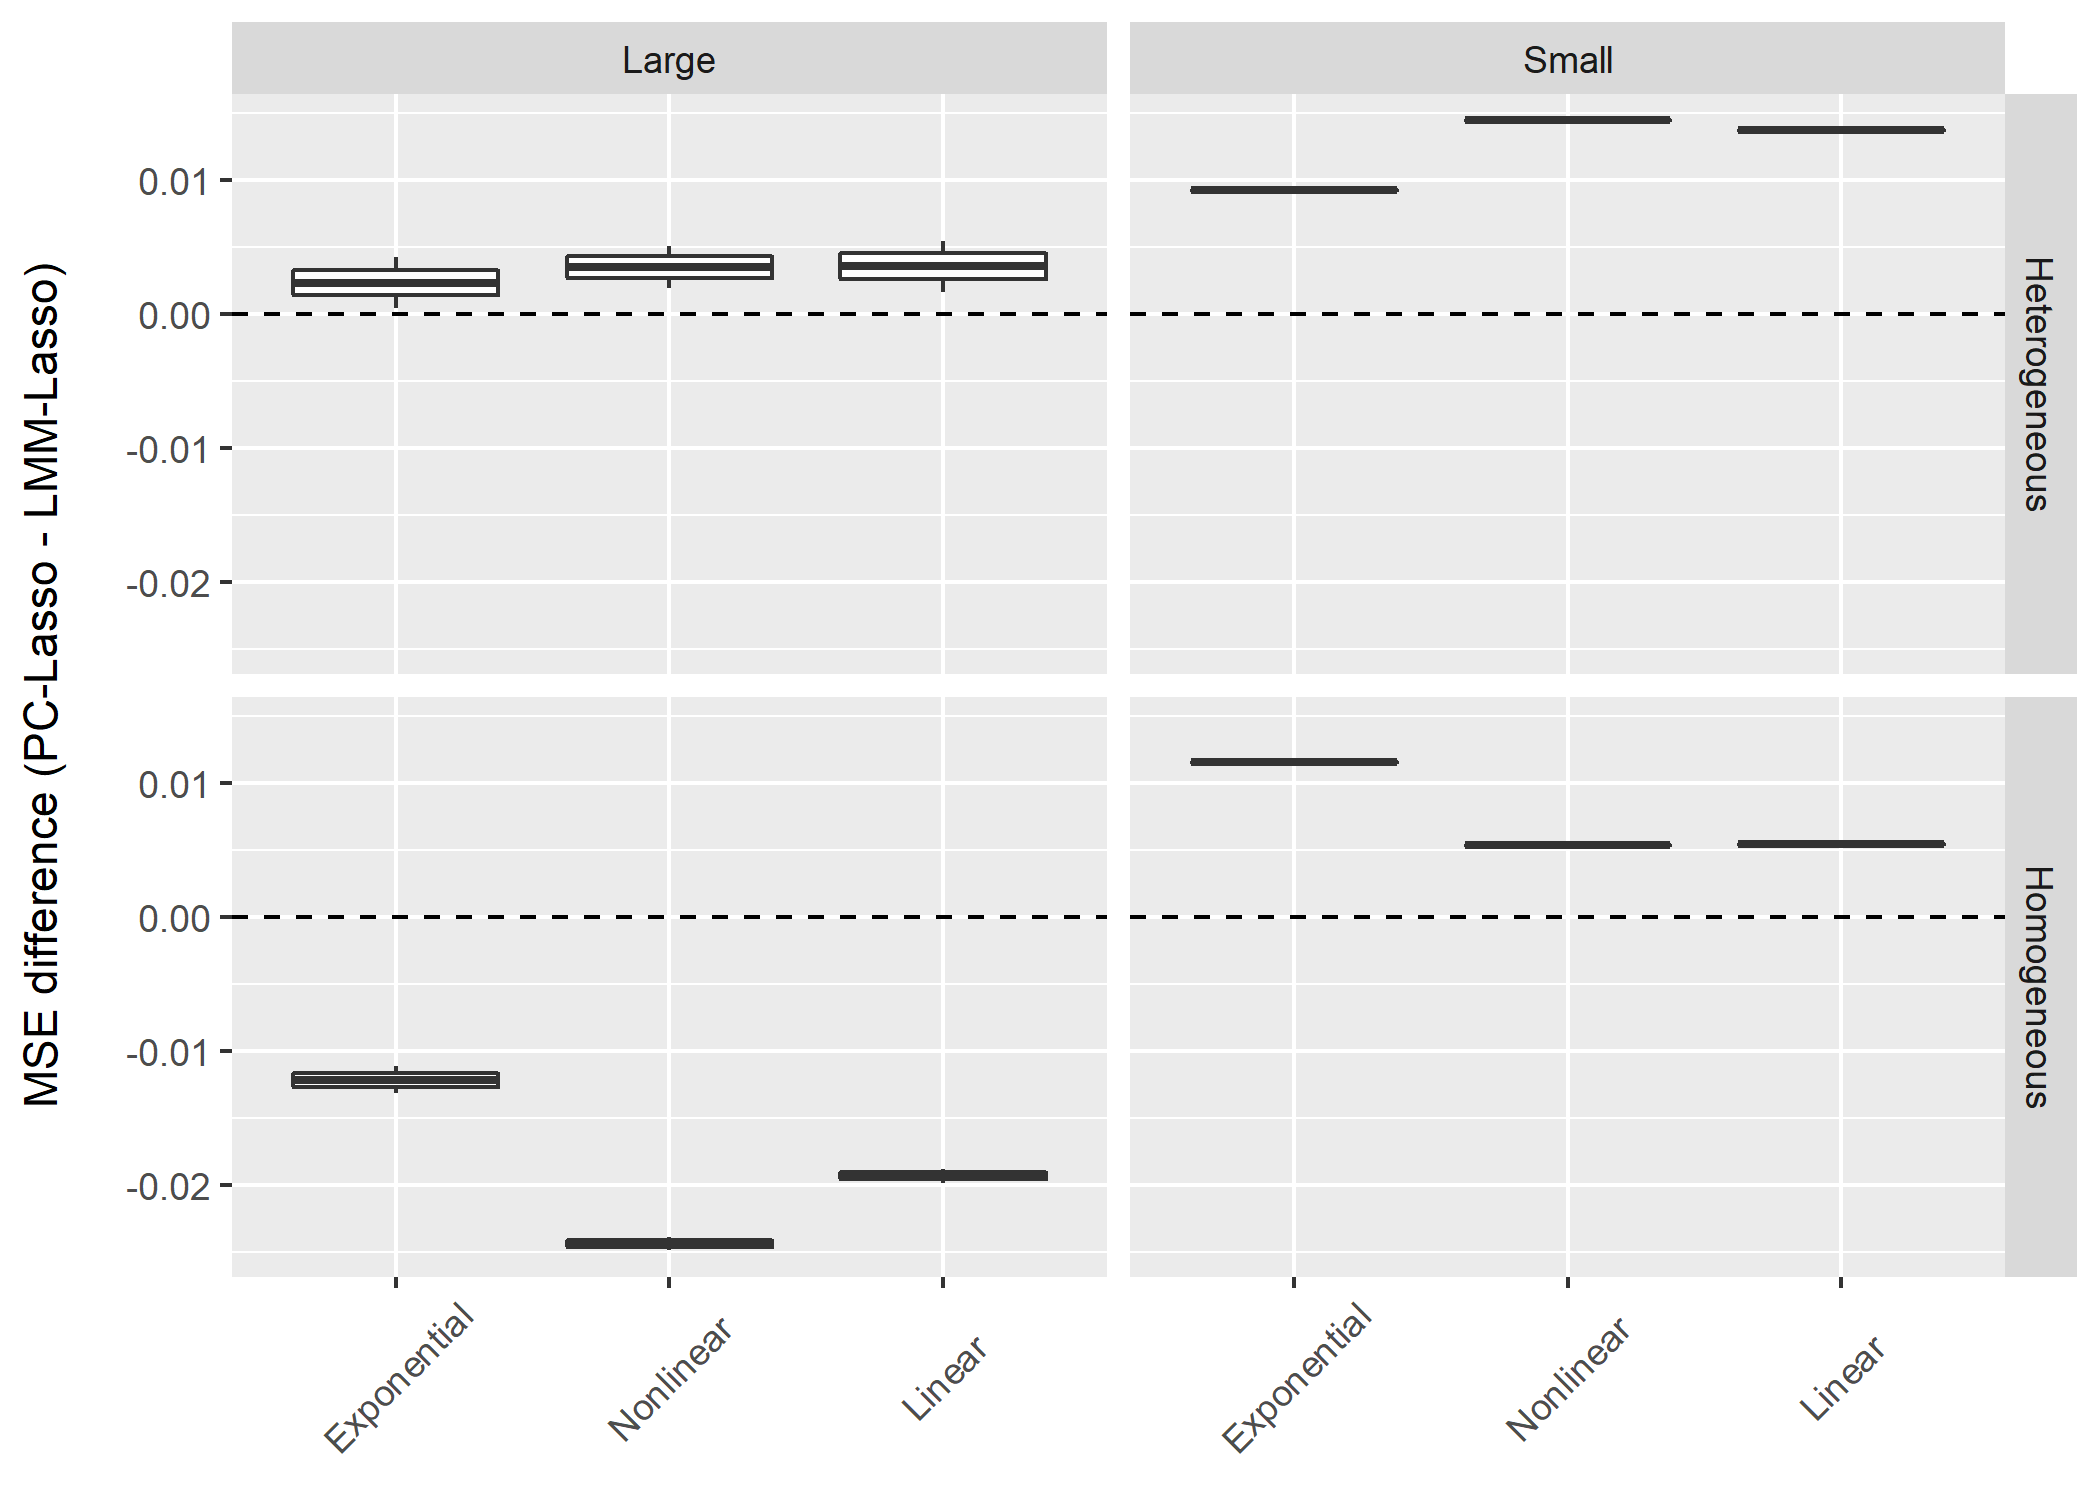 Large
Small
MSE difference (PC-Lasso - LMM-Lasso)
0.01
0.00
-0.01
-0.02
Heterogeneous
0.01
0.00
-0.01
-0.02
Homogeneous
Exponential
Nonlinear
Linear
Exponential
Nonlinear
Linear